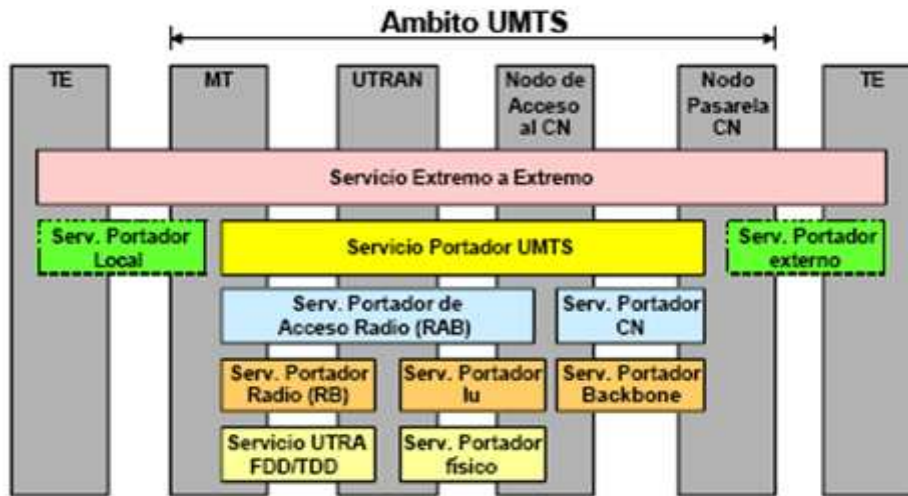 Ambito UMTS
TE
MT
UTRAN
Nodo de
Acceso
al CN
Nodo
Pasarela
CN
TE
Servicio Extremo a Extremo
Serv. Portador
Local
Servicio Portador UMTS
Serv. Portador
externo
Serv. Portador de
Acceso Radio (RAB)
Serv. Portador
CN
Serv. Portador
Radio (RB)
Serv. Portador
Iu
Serv. Portador
Backbone
Servicio UTRA
FDD/TDD
Serv. Portador
físico